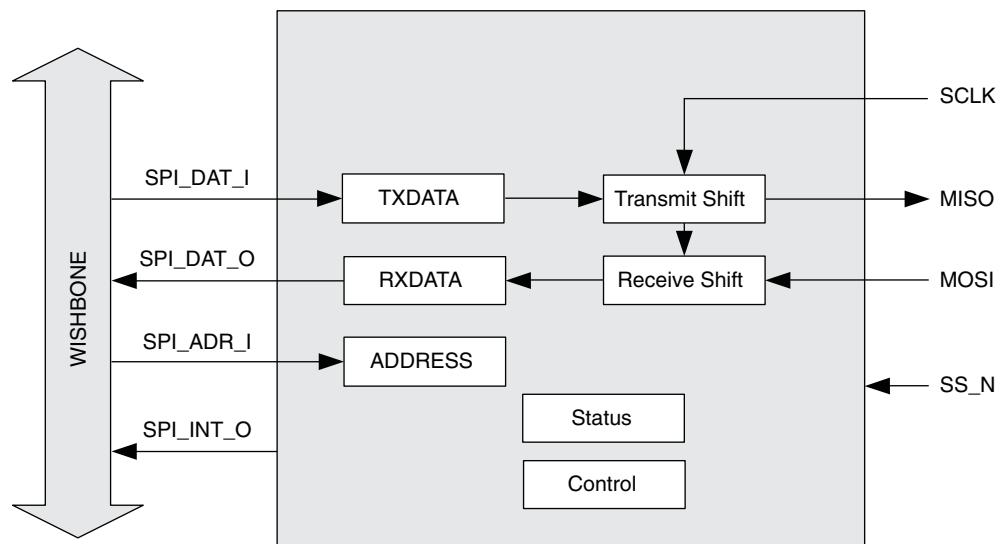 SCLK
SPI_DAT_I
TXDATA
Transmit Shift
MISO
SPI_DAT_O
RXDATA
Receive Shift
MOSI
WISHBONE
SPI_ADR_I
ADDRESS
SS_N
Status
SPI_INT_O
Control